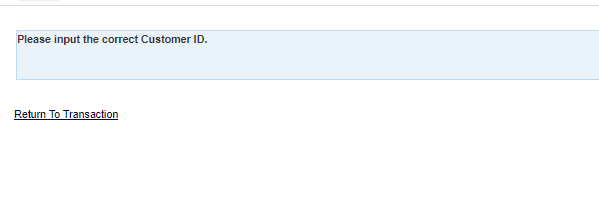 Please input the correct Customer ID.
Return To Transaction